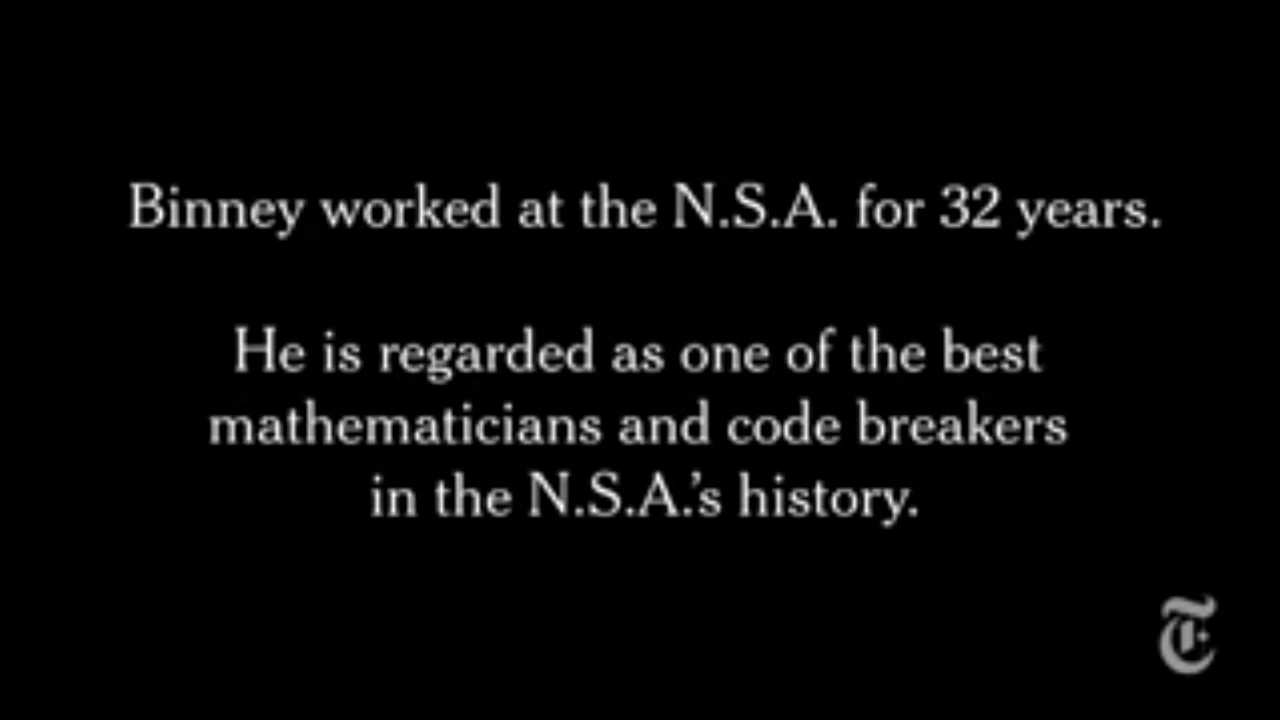 Binney worked at the N.S.A. for 32 years.
He is regarded as one of the best
mathematicians and code breakers
in the N.S.A.’s history.
T